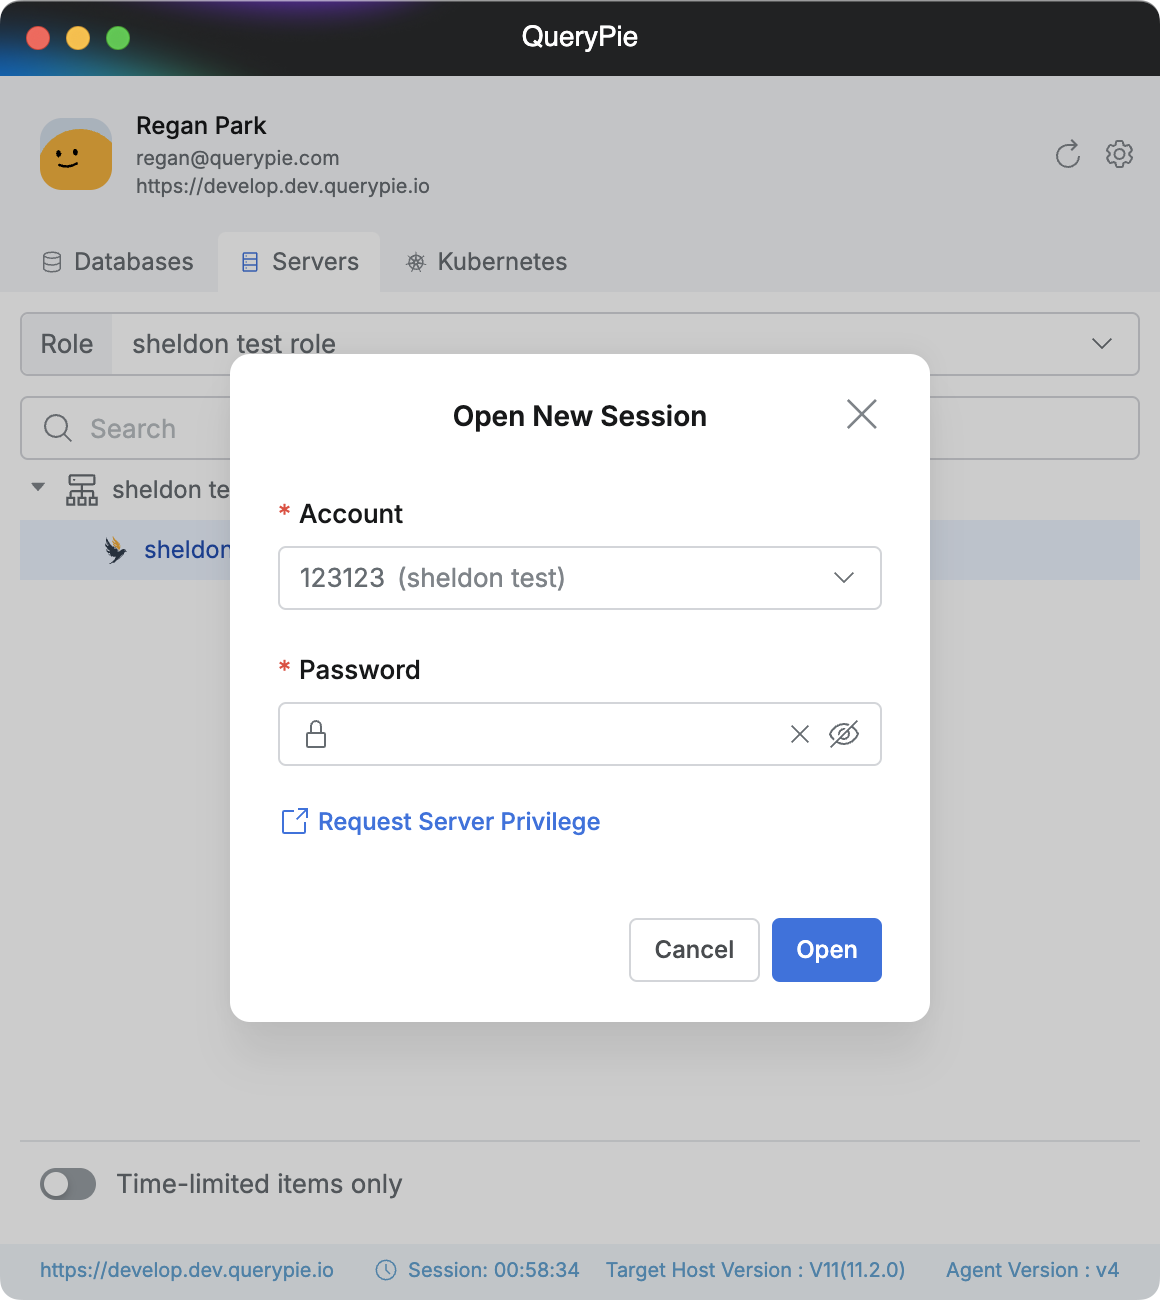 QueryPie
Regan Park
regan@querypie.com
https://develop.dev.querypie.io
Databases
Servers
Kubernetes
Role
sheldon test role
Search
sheldon te
sheldon
Open New Session
* Account
123123 (sheldon test)
* Password
Request Server Privilege
Cancel
Open
Time-limited items only
https://develop.dev.querypie.io
Session: 00:58:34
Target Host Version : V11(11.2.0)
Agent Version : v4